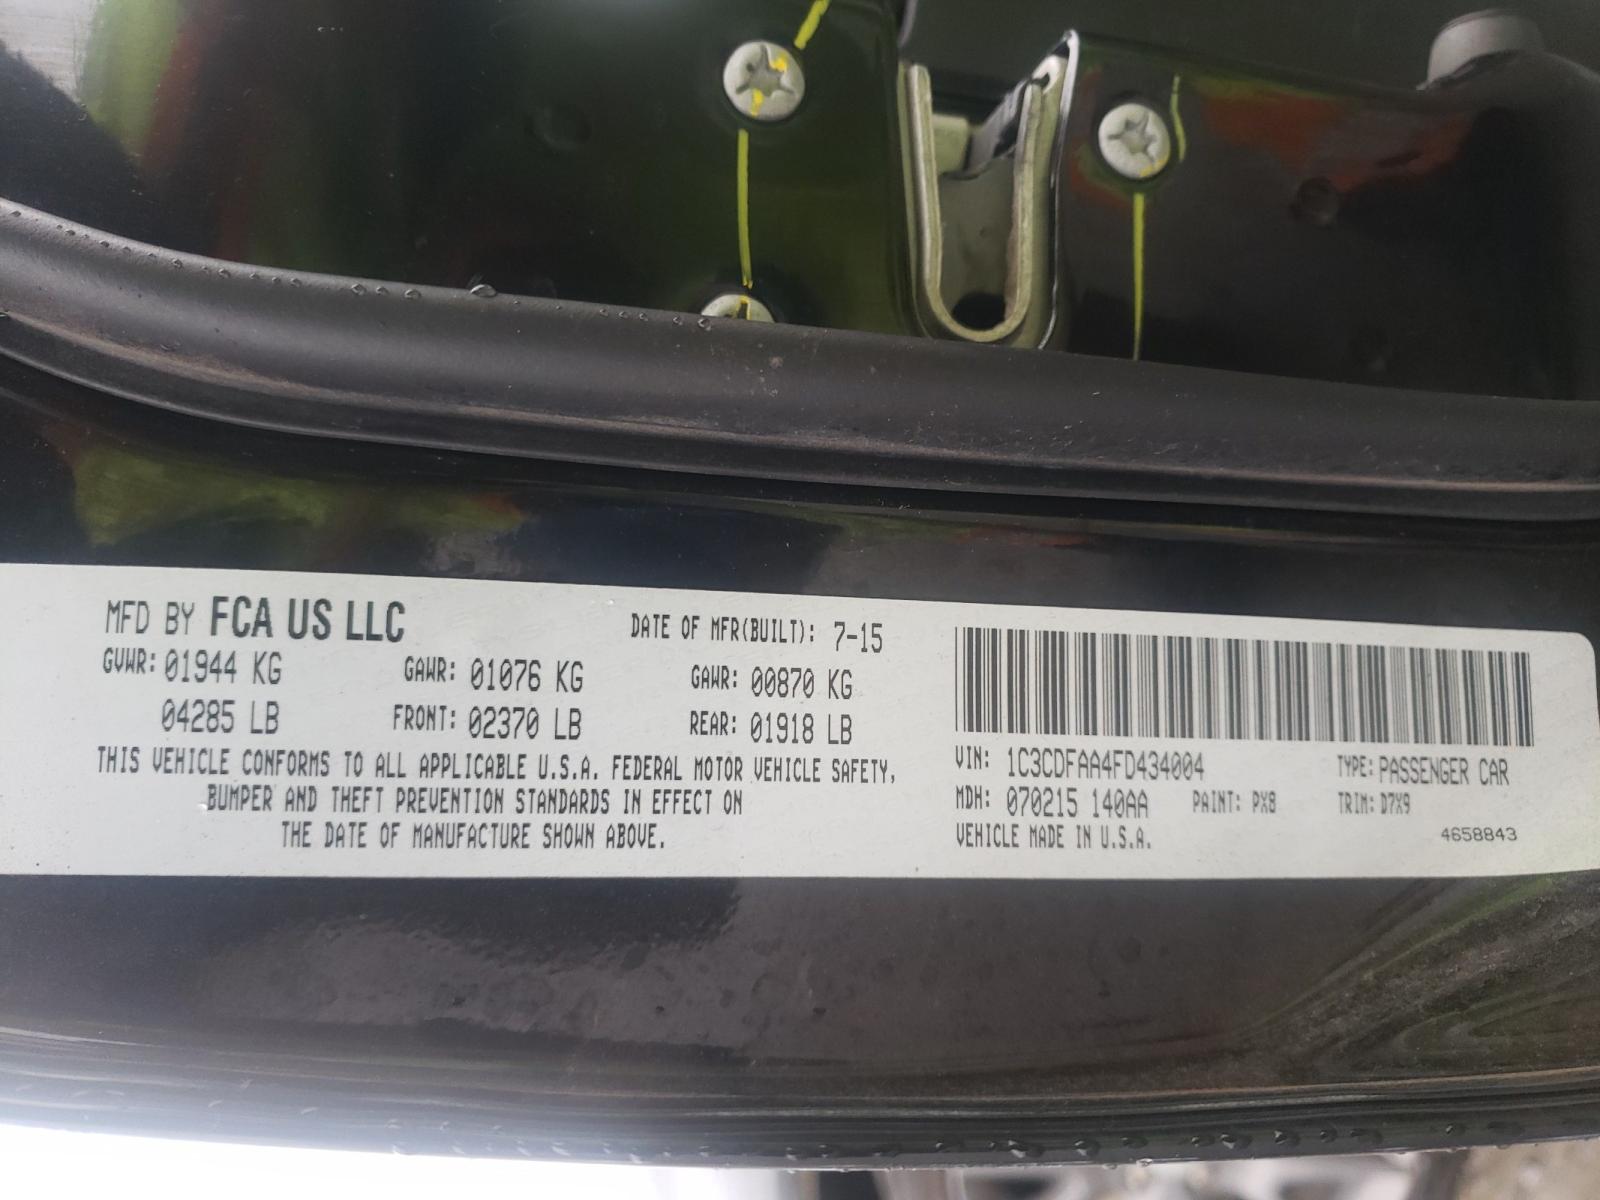 MFD BY FCA US LLC DATE OF MFR(BUILT): 7-15
GVWR: 01944 KG GAWR: 01076 KG GAWR: 00870 KG
04285 LB FRONT: 02370 LB REAR: 01918 LB
THIS VEHICLE CONFORMS TO ALL APPLICABLE U.S.A. FEDERAL MOTOR VEHICLE SAFETY,
BUMPER AND THEFT PREVENTION STANDARDS IN EFFECT ON
THE DATE OF MANUFACTURE SHOWN ABOVE.
VIN: 1C3CDFAA4FD434004 TYPE: PASSENGER CAR
MDH: 070215 140AA PAINT: PX8 TRIM: D7X9
VEHICLE MADE IN U.S.A. 4658843